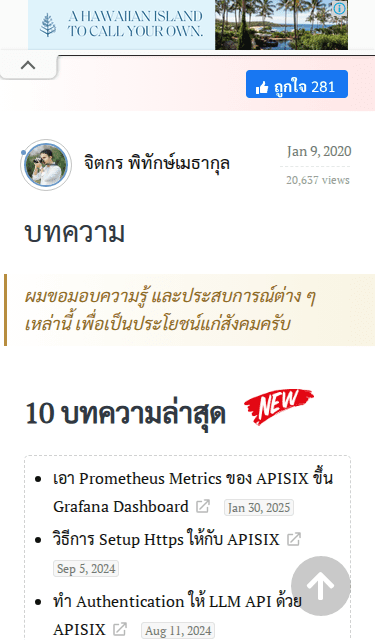 A HAWAIIAN ISLAND
TO CALL YOUR OWN.
ถูกใจ 281
จิตกร พิทักษ์เมธากุล
Jan 9, 2020
20,637 views
บทความ
ผมขอมอบความรู้ และประสบการณ์ต่าง ๆ
เหล่านี้ เพื่อเป็นประโยชน์แก่สังคมครับ
10 บทความล่าสุด NEW
เอา Prometheus Metrics ของ APISIX ขึ้น
Grafana Dashboard Jan 30, 2025
วิธีการ Setup Https ให้กับ APISIX
Sep 5, 2024
ทำ Authentication ให้ LLM API ด้วย
APISIX Aug 11, 2024